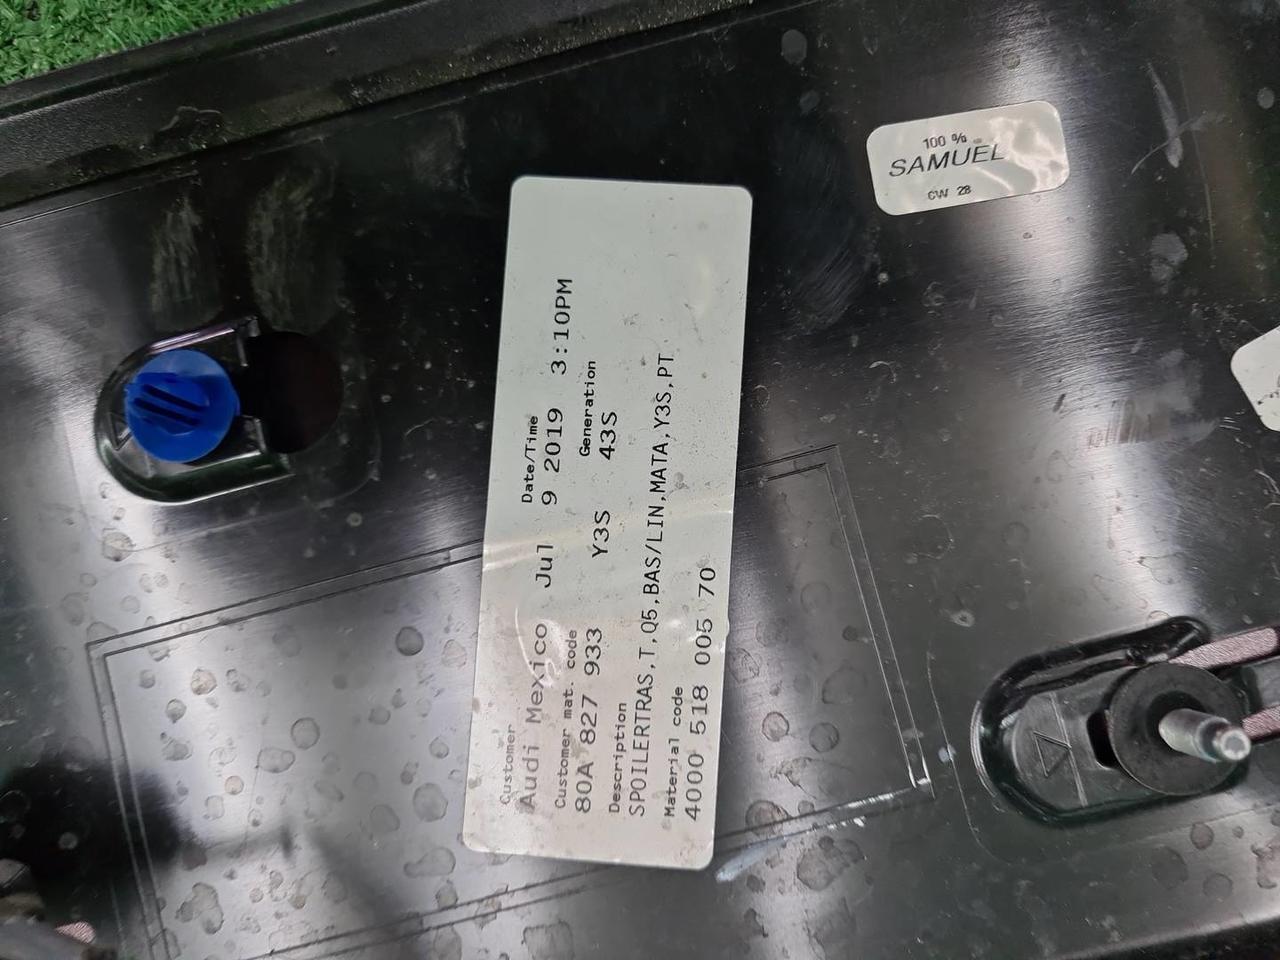 100 %
SAMUEL
CW 28
Customer Date/Time
Audi Mexico Jul 9 2019 3:10PM
Customer mat. code Generation
80A 827 933 Y3S 43S
Description
SPOILERTRAS,T,Q5,BAS/LIN,MATA,Y3S,PT
Material code
4000 518 005 70